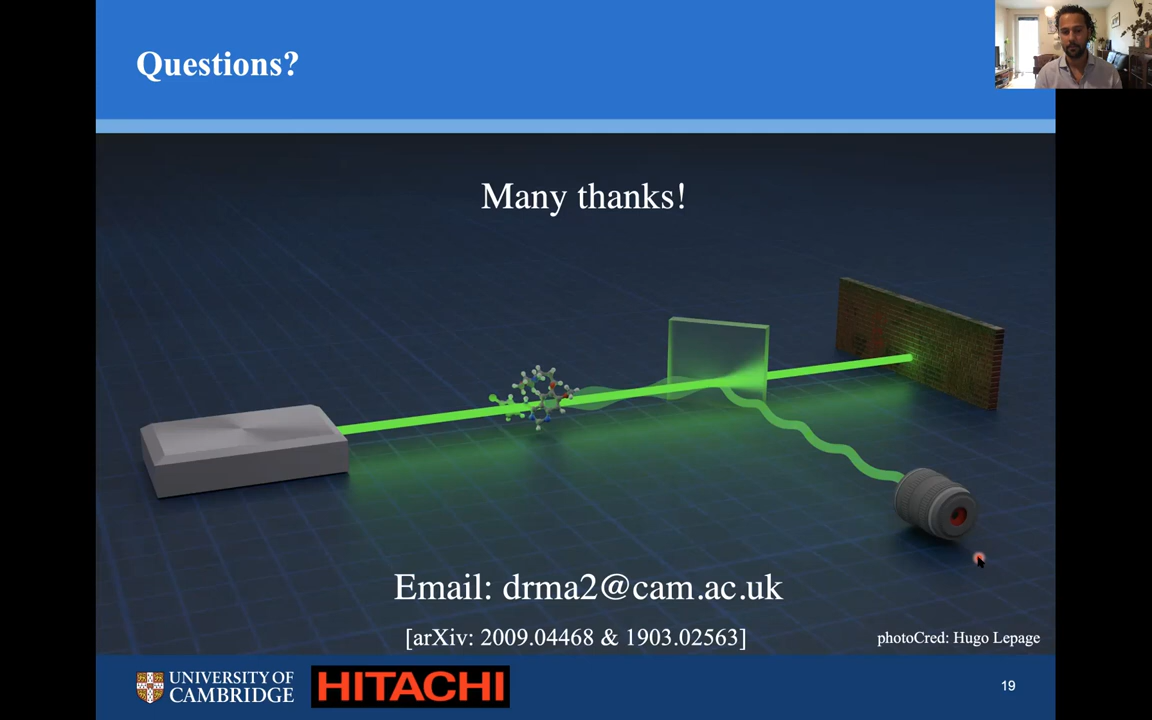 Questions?
Many thanks!
Email: drma2@cam.ac.uk
[arXiv: 2009.04468 & 1903.02563]
photoCred: Hugo Lepage
UNIVERSITY OF
CAMBRIDGE
HITACHI
19